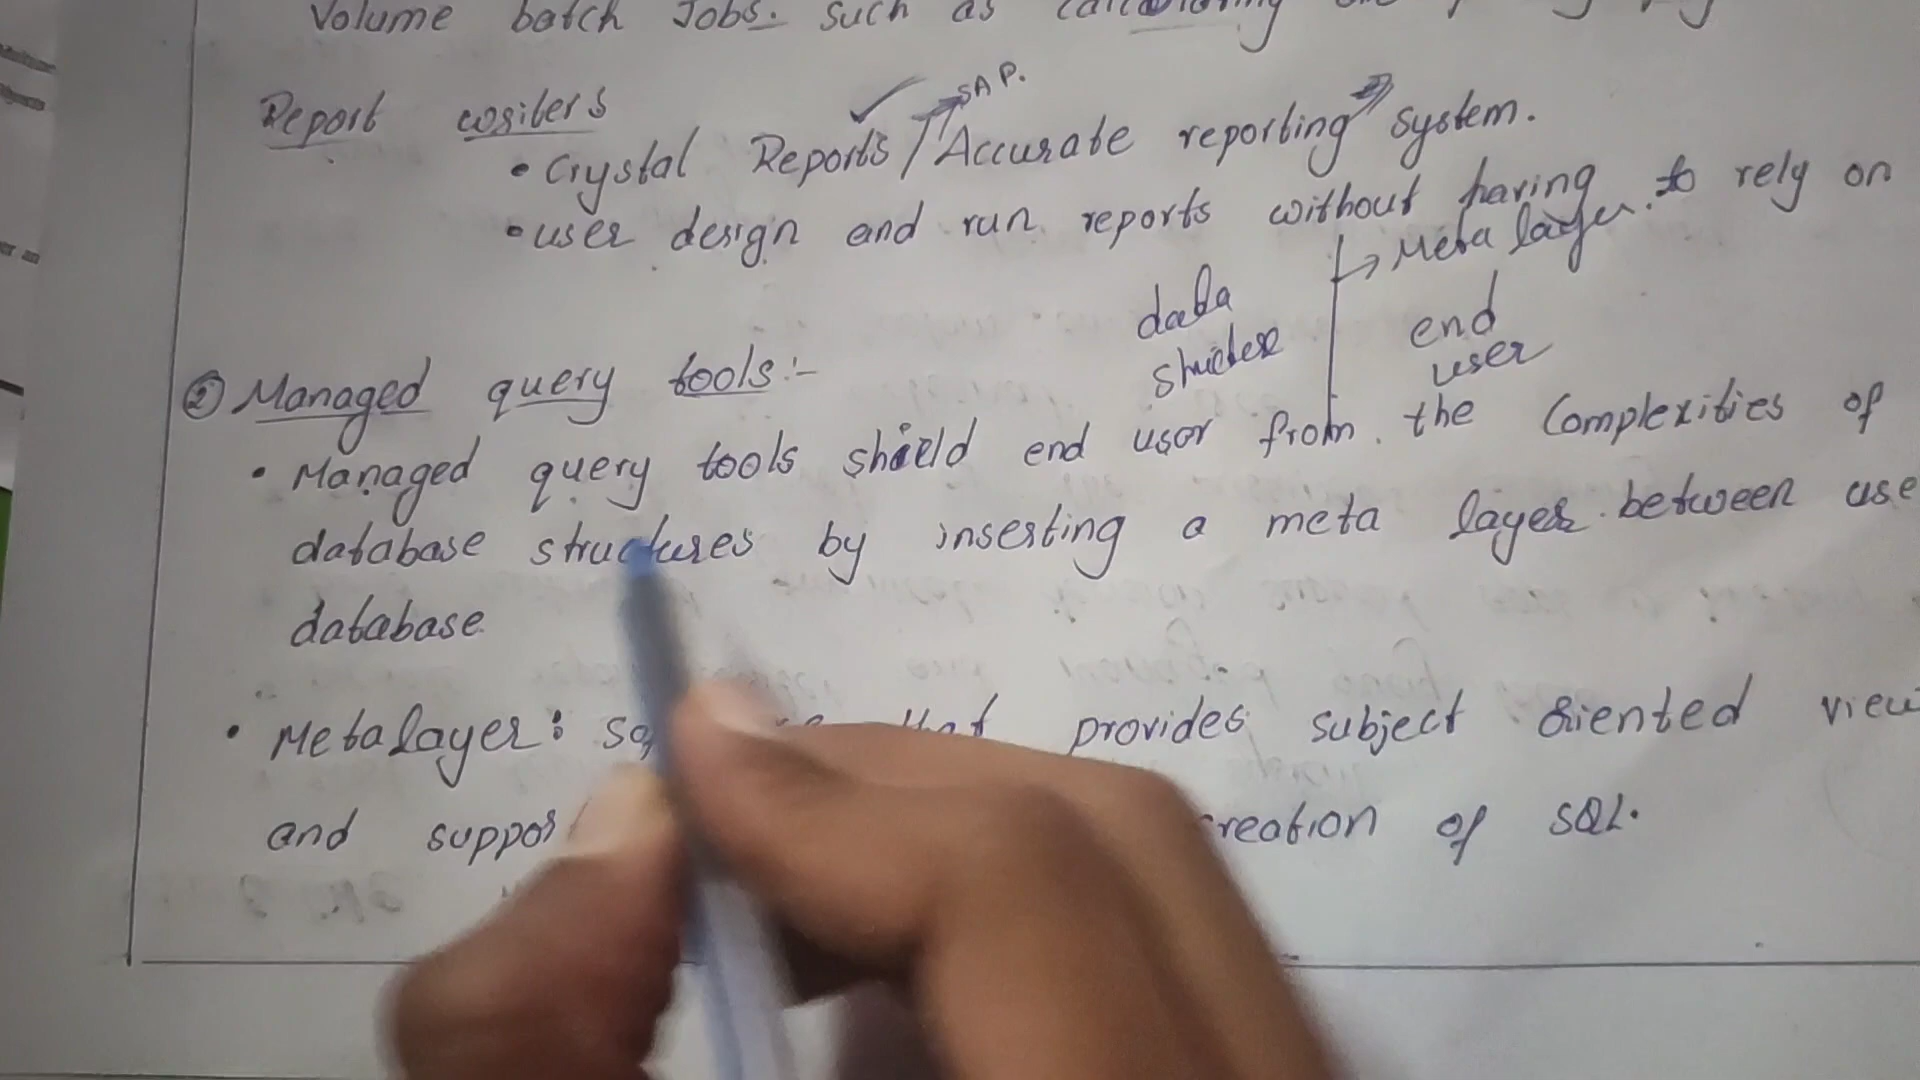 Volume batch Jobs. such as
SAP.
Report writers
• Crystal Reports / Accurate reporting system.
• user design and run reports without having to rely on
→ Meta layer.
data structure
end user
② Managed query tools :-
• Managed query tools shield end user from the Complexities of
database structures by inserting a meta layer between use
database
• Metalayer : that provides subject oriented view
and suppor reation of SQL.